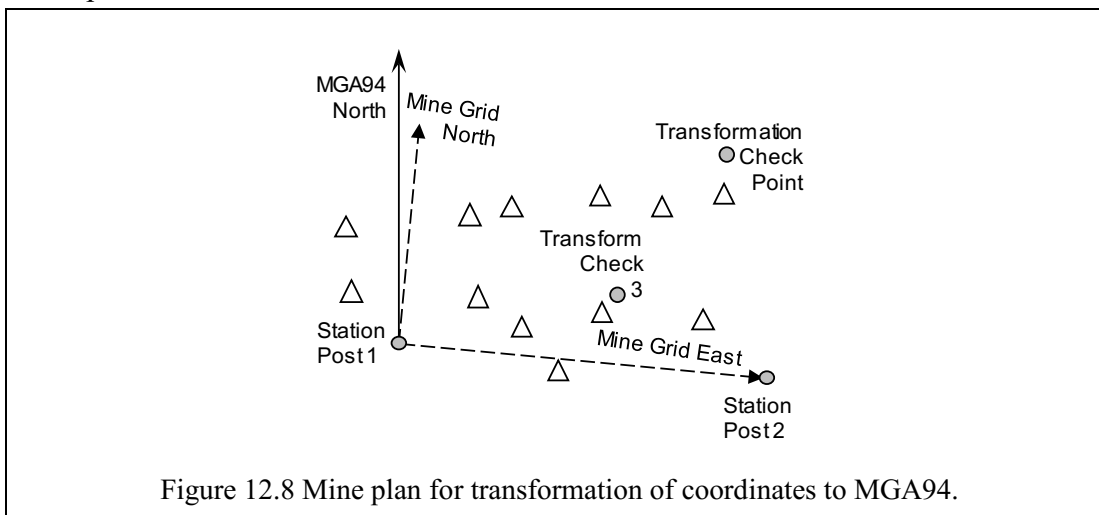 MGA94
North
Mine Grid
North
Transformation
Check
Point
Transform
Check
3
Station
Post 1
Mine Grid East
Station
Post 2
Figure 12.8 Mine plan for transformation of coordinates to MGA94.